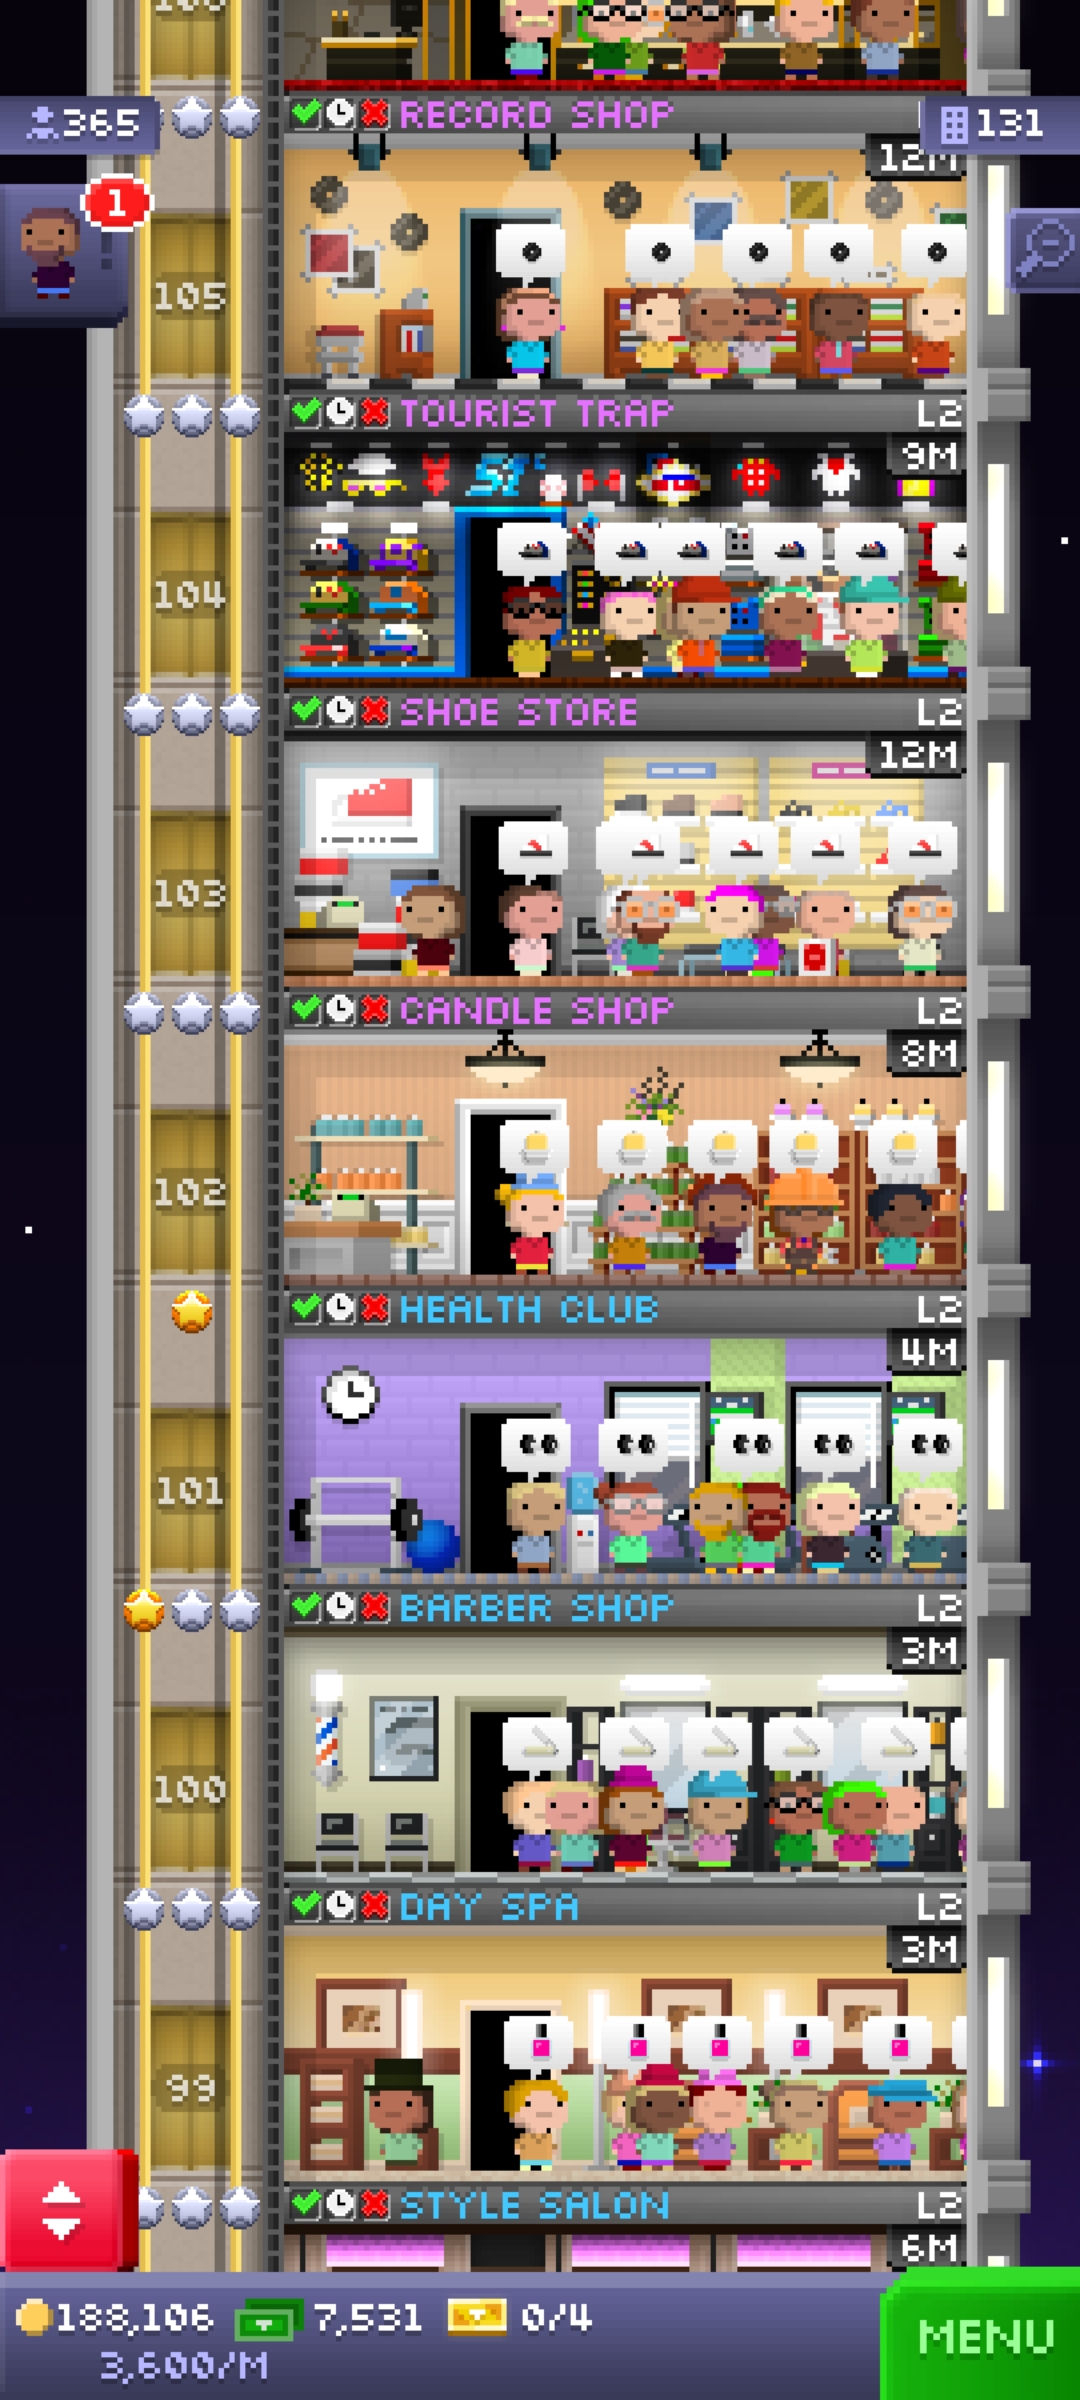 365
RECORD SHOP
131
12M
1
105
TOURIST TRAP L2
9M
104
SHOE STORE L2
12M
103
CANDLE SHOP L2
8M
102
HEALTH CLUB L2
4M
101
BARBER SHOP L2
3M
100
DAY SPA L2
3M
99
STYLE SALON L2
6M
188,106 7,531 0/4
3,600/M
MENU